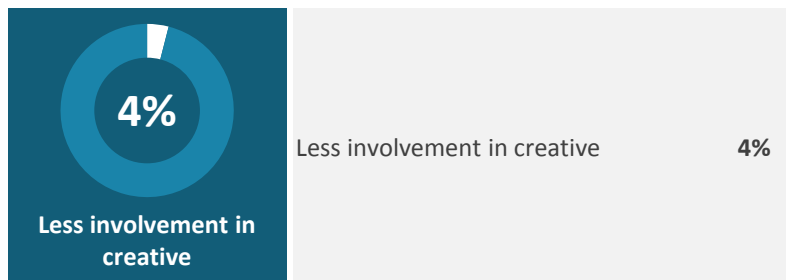 4%
Less involvement in
creative
Less involvement in creative 4%